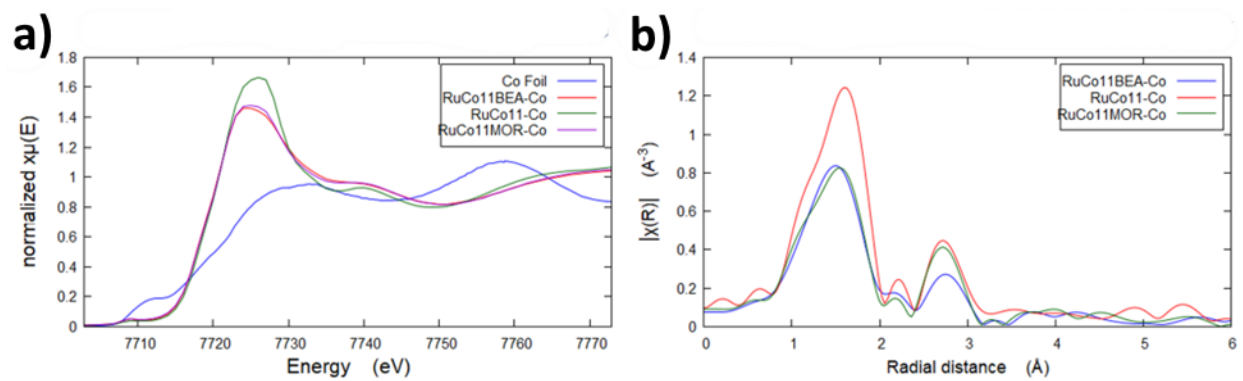 a)
1.8
1.6
1.4
1.2
1
0.8
0.6
0.4
0.2
0
normalized xμ(E)
Co Foil
RuCo11BEA-Co
RuCo11-Co
RuCo11MOR-Co
7710 7720 7730 7740 7750 7760 7770
Energy (eV)
b)
1.4
1.2
1
0.8
0.6
0.4
0.2
0
|χ(R)| (A⁻³)
RuCo11BEA-Co
RuCo11-Co
RuCo11MOR-Co
0 1 2 3 4 5 6
Radial distance (Å)